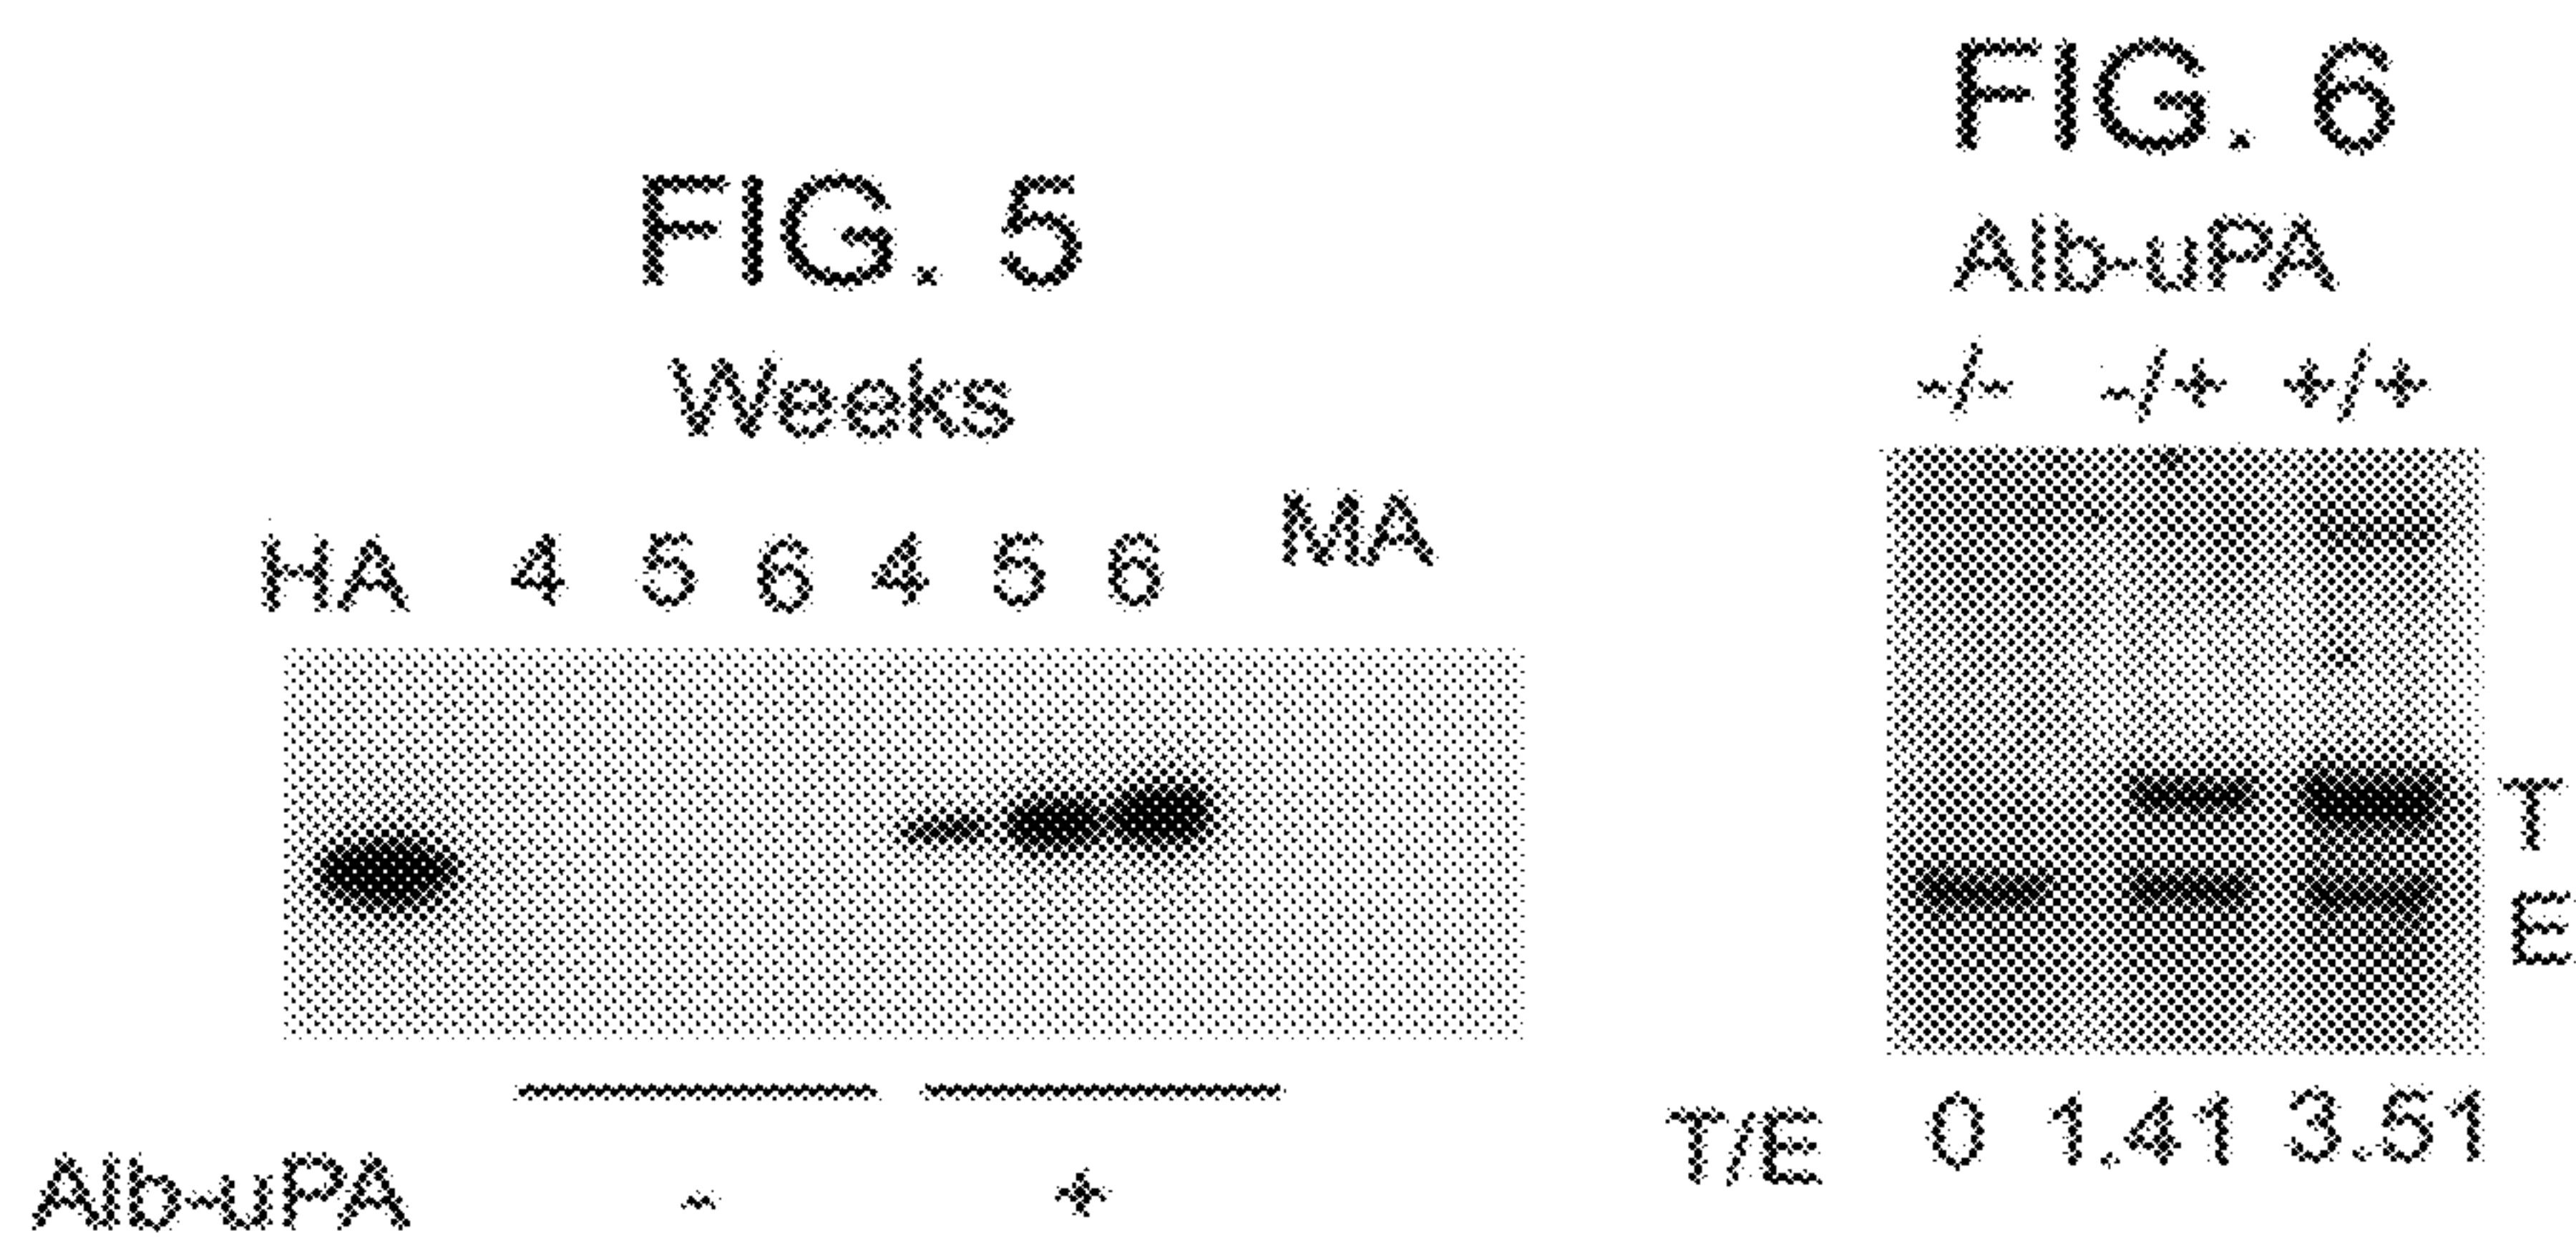 FIG. 5
Weeks
HA 4 5 6 4 5 6 MA
Alb-uPA - +
FIG. 6
Alb-uPA
-/- -/+ +/+
T
E
T/E 0 1.41 3.51